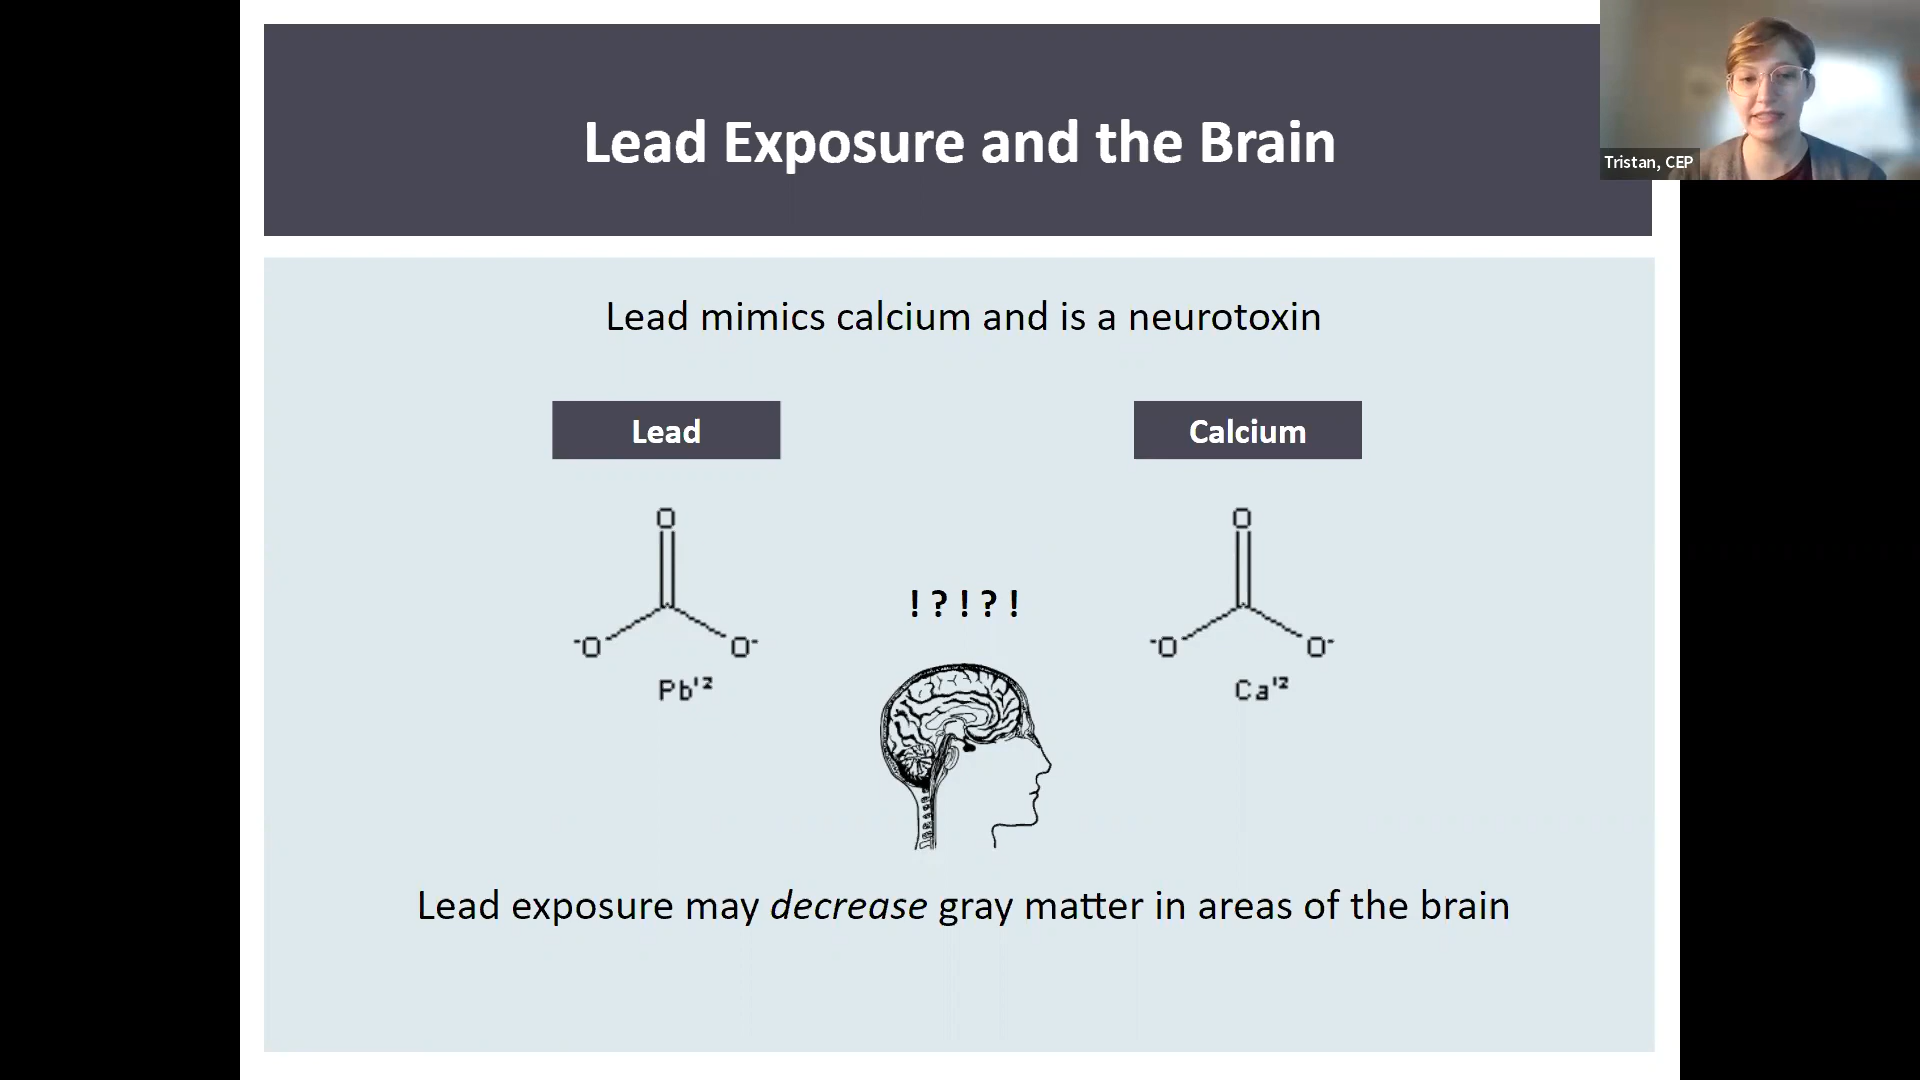 Lead Exposure and the Brain
Tristan, CEP
Lead mimics calcium and is a neurotoxin
Lead
Calcium
O
O
! ? ! ? !
-O
O-
-O
O-
Pb+2
Ca+2
Lead exposure may decrease gray matter in areas of the brain